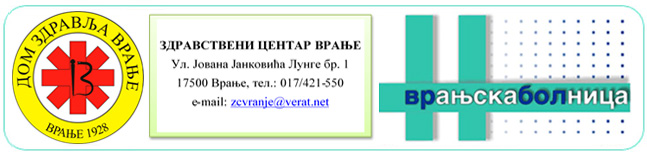 ДОМ ЗДРАВЉА ВРАЊЕ
В
ВРАЊЕ 1928
ЗДРАВСТВЕНИ ЦЕНТАР ВРАЊЕ
Ул. Јована Јанковића Лунге бр. 1
17500 Врање, тел.: 017/421-550
e-mail: zcvranje@verat.net
врањскаболница